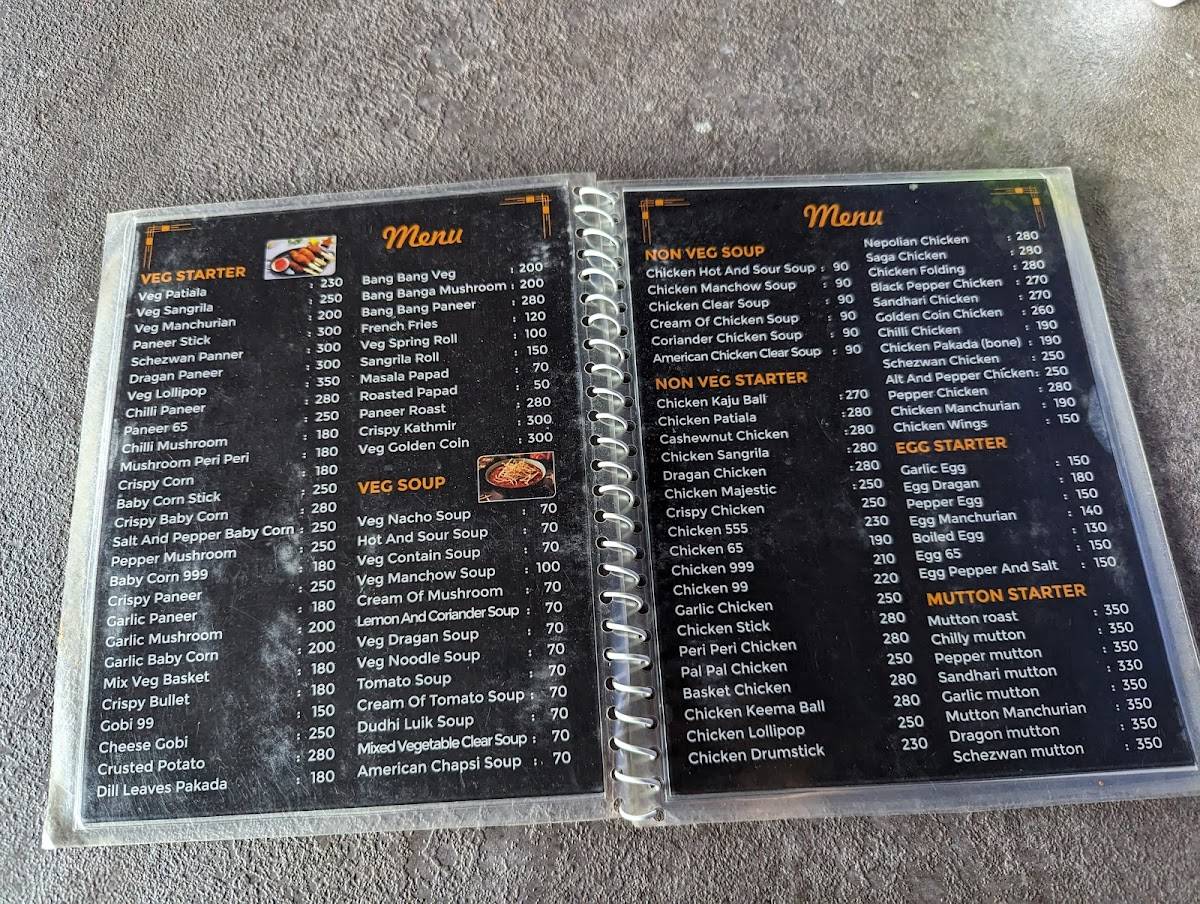 Menu
VEG STARTER
Veg Patiala : 230
Veg Sangrila : 250
Veg Manchurian : 200
Paneer Stick : 300
Schezwan Panner : 300
Dragan Paneer : 300
Veg Lollipop : 350
Chilli Paneer : 280
Paneer 65 : 250
Chilli Mushroom : 180
Mushroom Peri Peri : 180
Crispy Corn : 180
Baby Corn Stick : 250
Crispy Baby Corn : 280
Salt And Pepper Baby Corn : 250
Pepper Mushroom : 250
Baby Corn 999 : 180
Crispy Paneer : 250
Garlic Paneer : 180
Garlic Mushroom : 200
Garlic Baby Corn : 200
Mix Veg Basket : 180
Crispy Bullet : 180
Gobi 99 : 150
Cheese Gobi : 250
Crusted Potato : 280
Dill Leaves Pakada : 180
Bang Bang Veg : 200
Bang Banga Mushroom : 200
Bang Bang Paneer : 280
French Fries : 120
Veg Spring Roll : 100
Sangrila Roll : 150
Masala Papad : 70
Roasted Papad : 50
Paneer Roast : 280
Crispy Kathmir : 300
Veg Golden Coin : 300
VEG SOUP
Veg Nacho Soup : 70
Hot And Sour Soup : 70
Veg Contain Soup : 70
Veg Manchow Soup : 100
Cream Of Mushroom : 70
Lemon And Coriander Soup : 70
Veg Dragan Soup : 70
Veg Noodle Soup : 70
Tomato Soup : 70
Cream Of Tomato Soup : 70
Dudhi Luik Soup : 70
Mixed Vegetable Clear Soup : 70
American Chapsi Soup : 70
Menu
NON VEG SOUP
Chicken Hot And Sour Soup : 90
Chicken Manchow Soup : 90
Chicken Clear Soup : 90
Cream Of Chicken Soup : 90
Coriander Chicken Soup : 90
American Chicken Clear Soup : 90
NON VEG STARTER
Chicken Kaju Ball : 270
Chicken Patiala : 280
Cashewnut Chicken : 280
Chicken Sangrila : 280
Dragan Chicken : 280
Chicken Majestic : 250
Crispy Chicken 250
Chicken 555 230
Chicken 65 190
Chicken 999 210
Chicken 99 220
Garlic Chicken 250
Chicken Stick 280
Peri Peri Chicken 280
Pal Pal Chicken 250
Basket Chicken 280
Chicken Keema Ball 280
Chicken Lollipop 250
Chicken Drumstick 230
Nepolian Chicken : 280
Saga Chicken : 280
Chicken Folding : 280
Black Pepper Chicken : 270
Sandhari Chicken : 270
Golden Coin Chicken : 260
Chilli Chicken : 190
Chicken Pakada (bone) : 190
Schezwan Chicken : 250
Alt And Pepper Chicken : 250
Pepper Chicken : 280
Chicken Manchurian : 190
Chicken Wings : 150
EGG STARTER
Garlic Egg : 150
Egg Dragan : 180
Pepper Egg : 150
Egg Manchurian : 140
Boiled Egg : 130
Egg 65 : 150
Egg Pepper And Salt : 150
MUTTON STARTER
Mutton roast : 350
Chilly mutton : 350
Pepper mutton : 350
Sandhari mutton : 330
Garlic mutton : 350
Mutton Manchurian : 350
Dragon mutton : 350
Schezwan mutton : 350